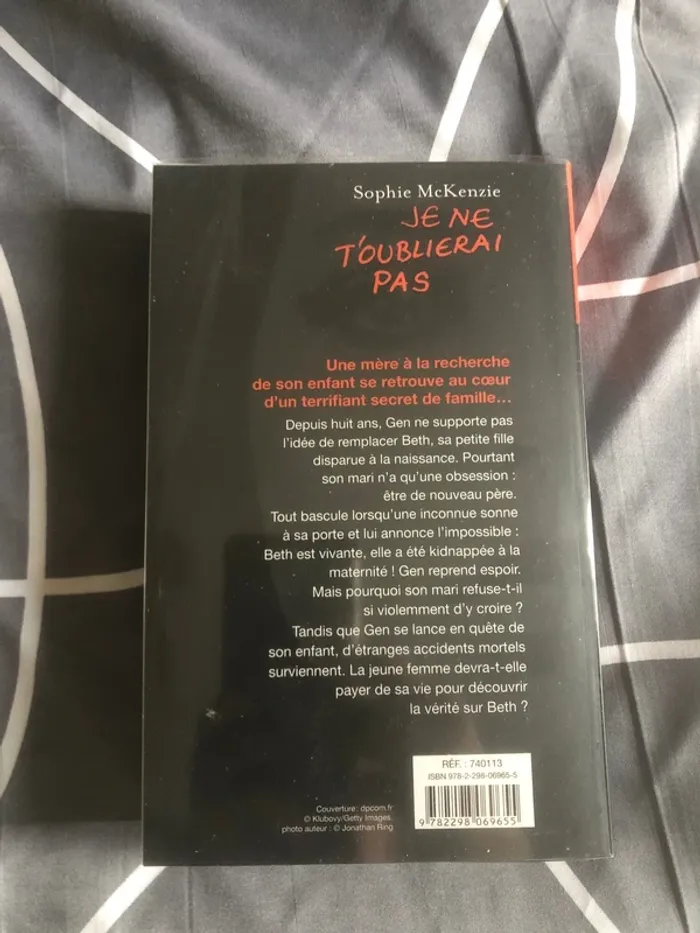 Sophie McKenzie
JE NE
T'OUBLIERAI
PAS
Une mère à la recherche
de son enfant se retrouve au cœur
d'un terrifiant secret de famille...
Depuis huit ans, Gen ne supporte pas
l'idée de remplacer Beth, sa petite fille
disparue à la naissance. Pourtant
son mari n'a qu'une obsession :
être de nouveau père.
Tout bascule lorsqu'une inconnue sonne
à sa porte et lui annonce l'impossible :
Beth est vivante, elle a été kidnappée à la
maternité ! Gen reprend espoir.
Mais pourquoi son mari refuse-t-il
si violemment d'y croire ?
Tandis que Gen se lance en quête de
son enfant, d'étranges accidents mortels
surviennent. La jeune femme devra-t-elle
payer de sa vie pour découvrir
la vérité sur Beth ?
RÉF. : 740113
ISBN 978-2-298-06965-5
9 782298 069655
Couverture : dpcom.fr
© Klubovy/Getty Images.
photo auteur : © Jonathan Ring